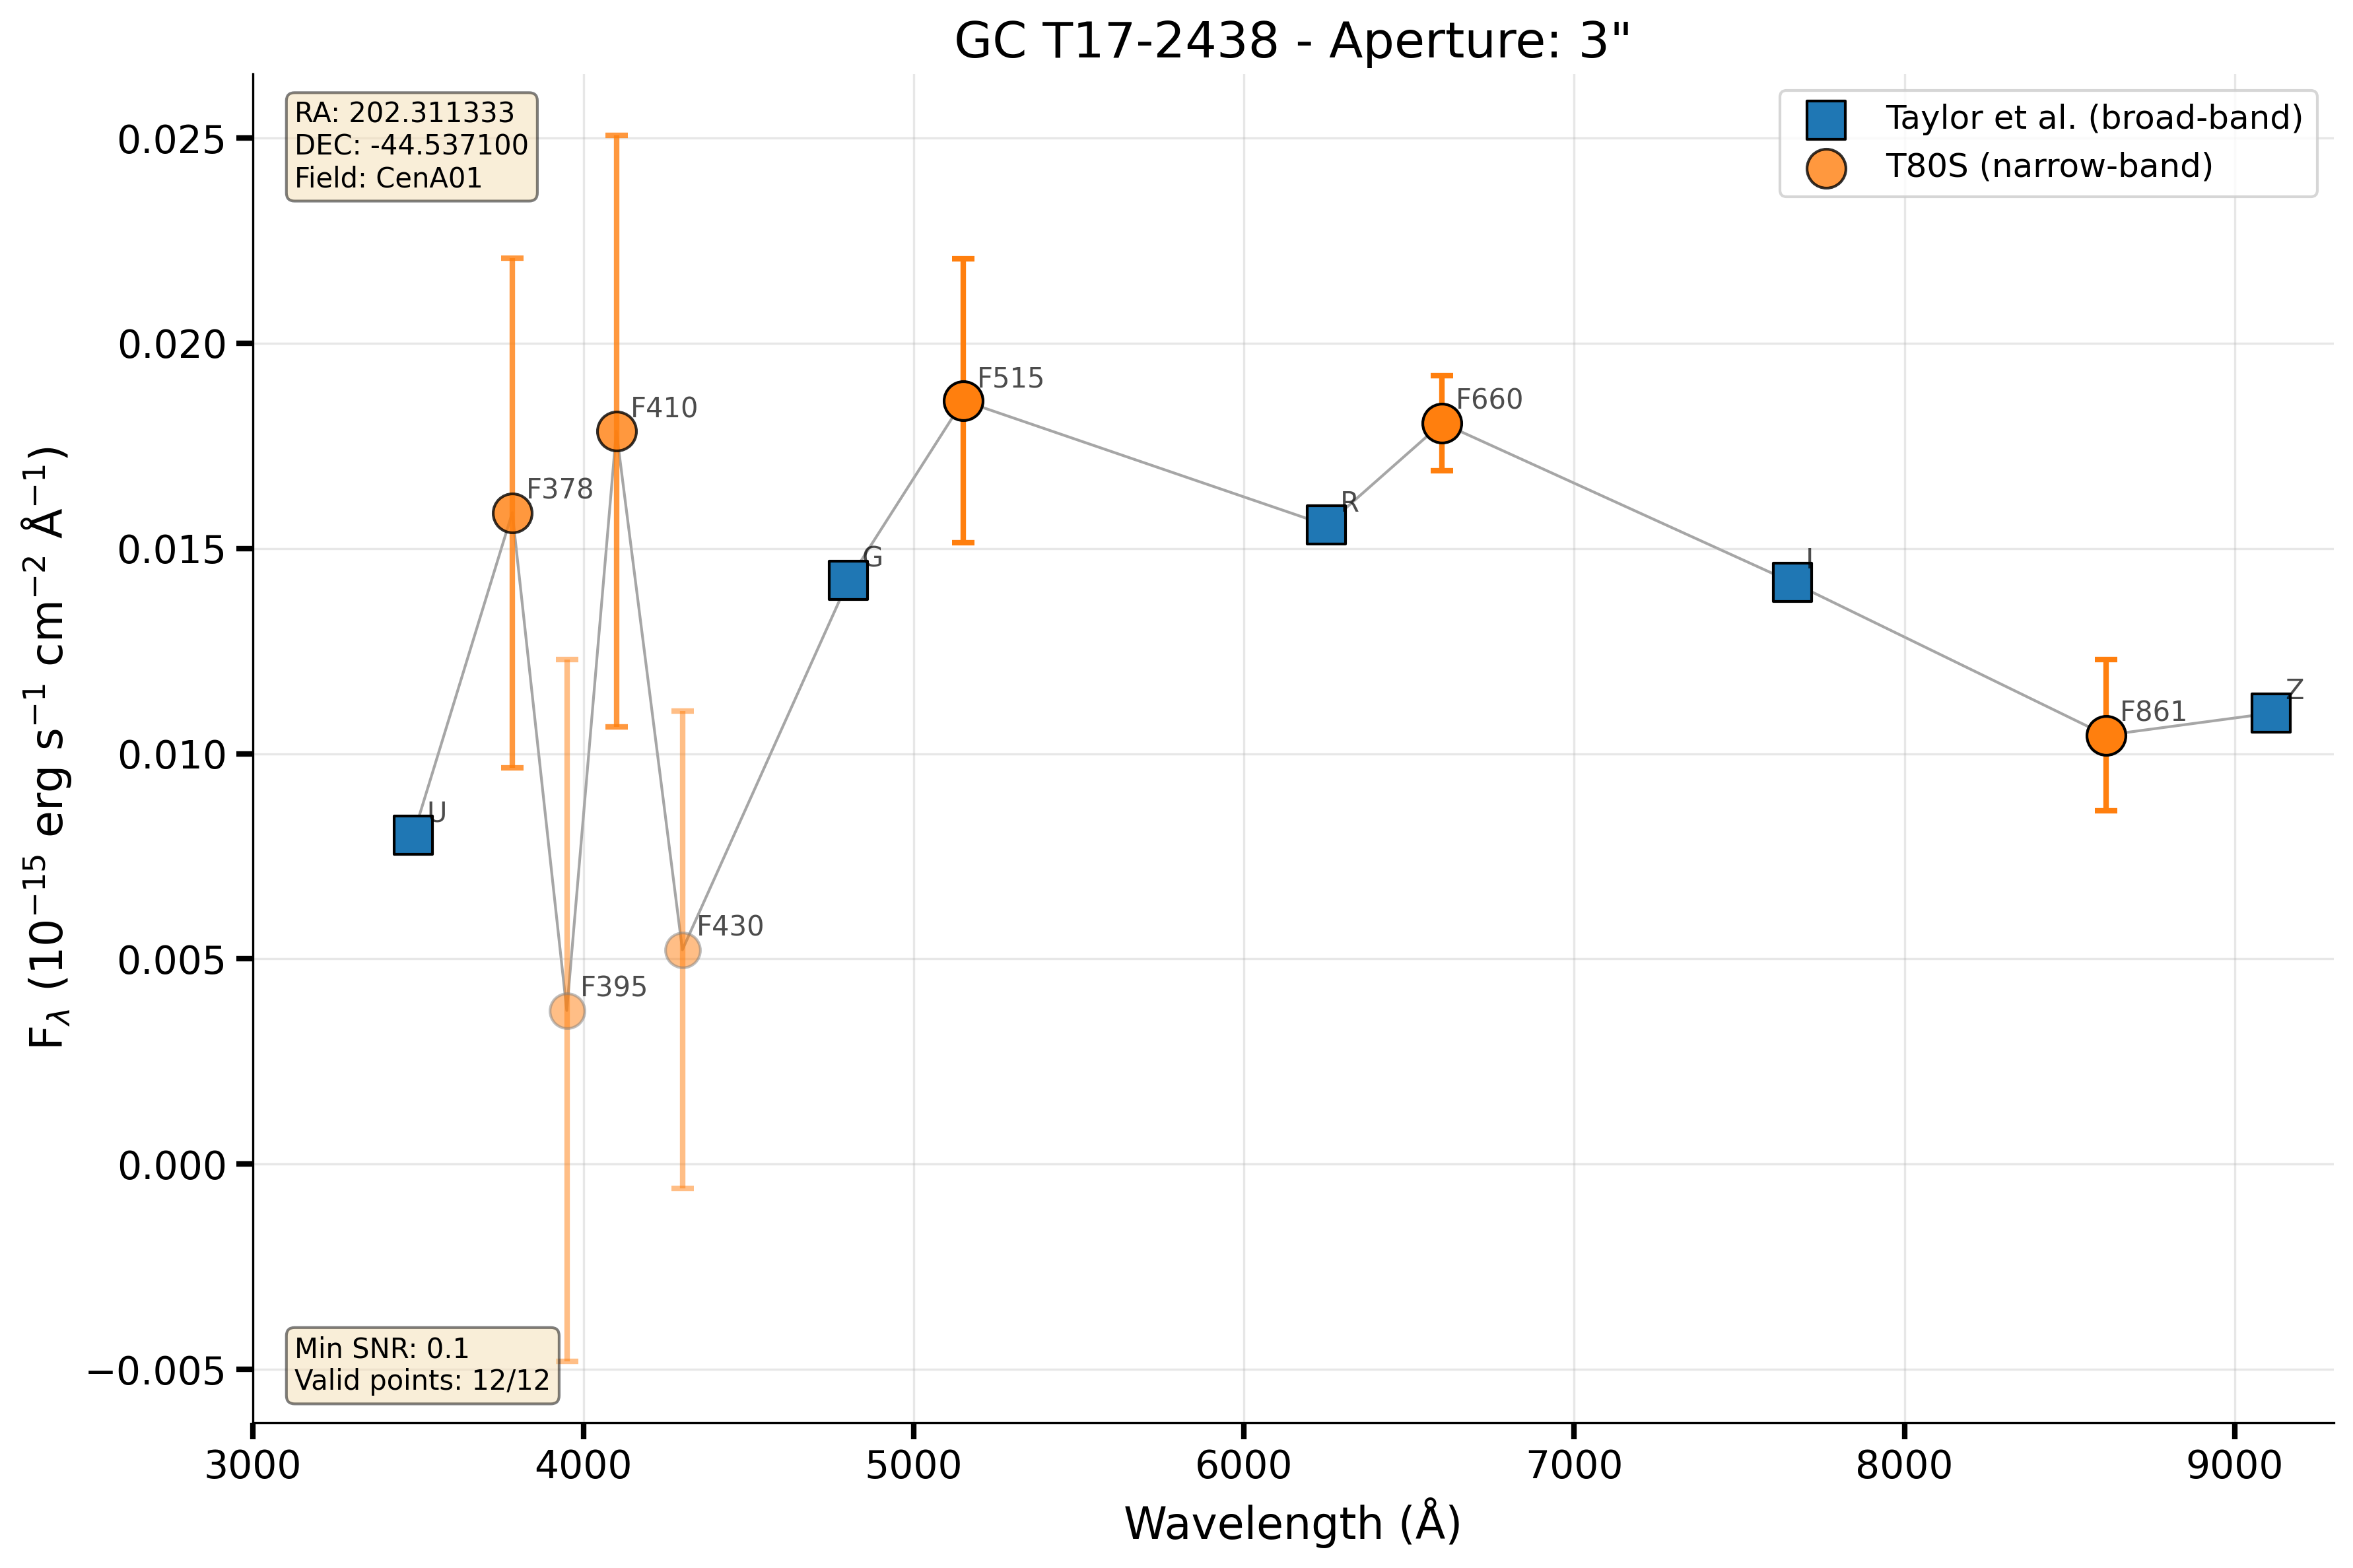 GC T17-2438 - Aperture: 3"
RA: 202.311333
DEC: -44.537100
Field: CenA01
Taylor et al. (broad-band)
T80S (narrow-band)
0.025
0.020
0.015
0.010
0.005
0.000
−0.005
F_λ (10⁻¹⁵ erg s⁻¹ cm⁻² Å⁻¹)
U
F378
F395
F410
F430
G
F515
R
F660
I
F861
Z
Min SNR: 0.1
Valid points: 12/12
3000 4000 5000 6000 7000 8000 9000
Wavelength (Å)